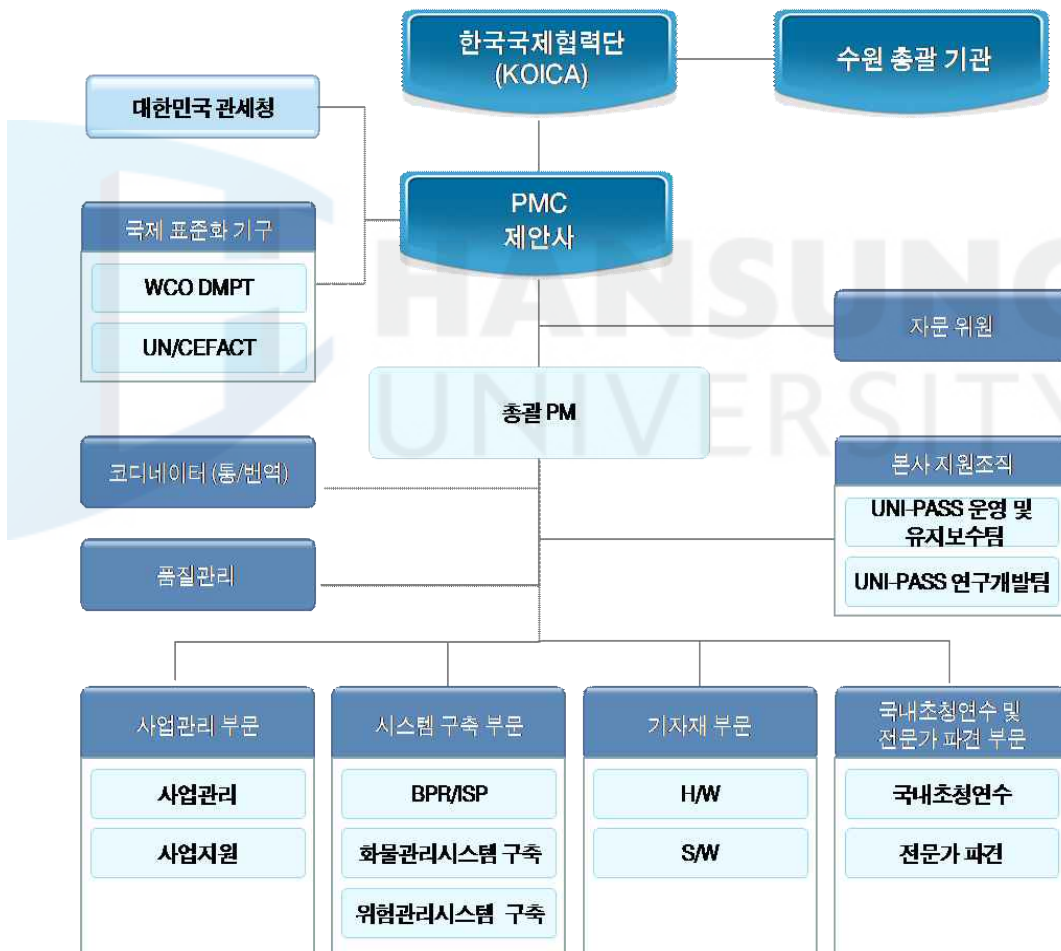 한국국제협력단
(KOICA)
수원 총괄 기관
대한민국 관세청
PMC
제안사
국제 표준화 기구
WCO DMPT
UN/CEFACT
자문 위원
총괄 PM
코디네이터 (통/번역)
품질관리
본사 지원조직
UNI-PASS 운영 및
유지보수팀
UNI-PASS 연구개발팀
사업관리 부문
사업관리
사업지원
시스템 구축 부문
BPR/ISP
화물관리시스템 구축
위험관리시스템 구축
기자재 부문
H/W
S/W
국내초청연수 및
전문가 파견 부문
국내초청연수
전문가 파견
HANSUNG
UNIVERSITY